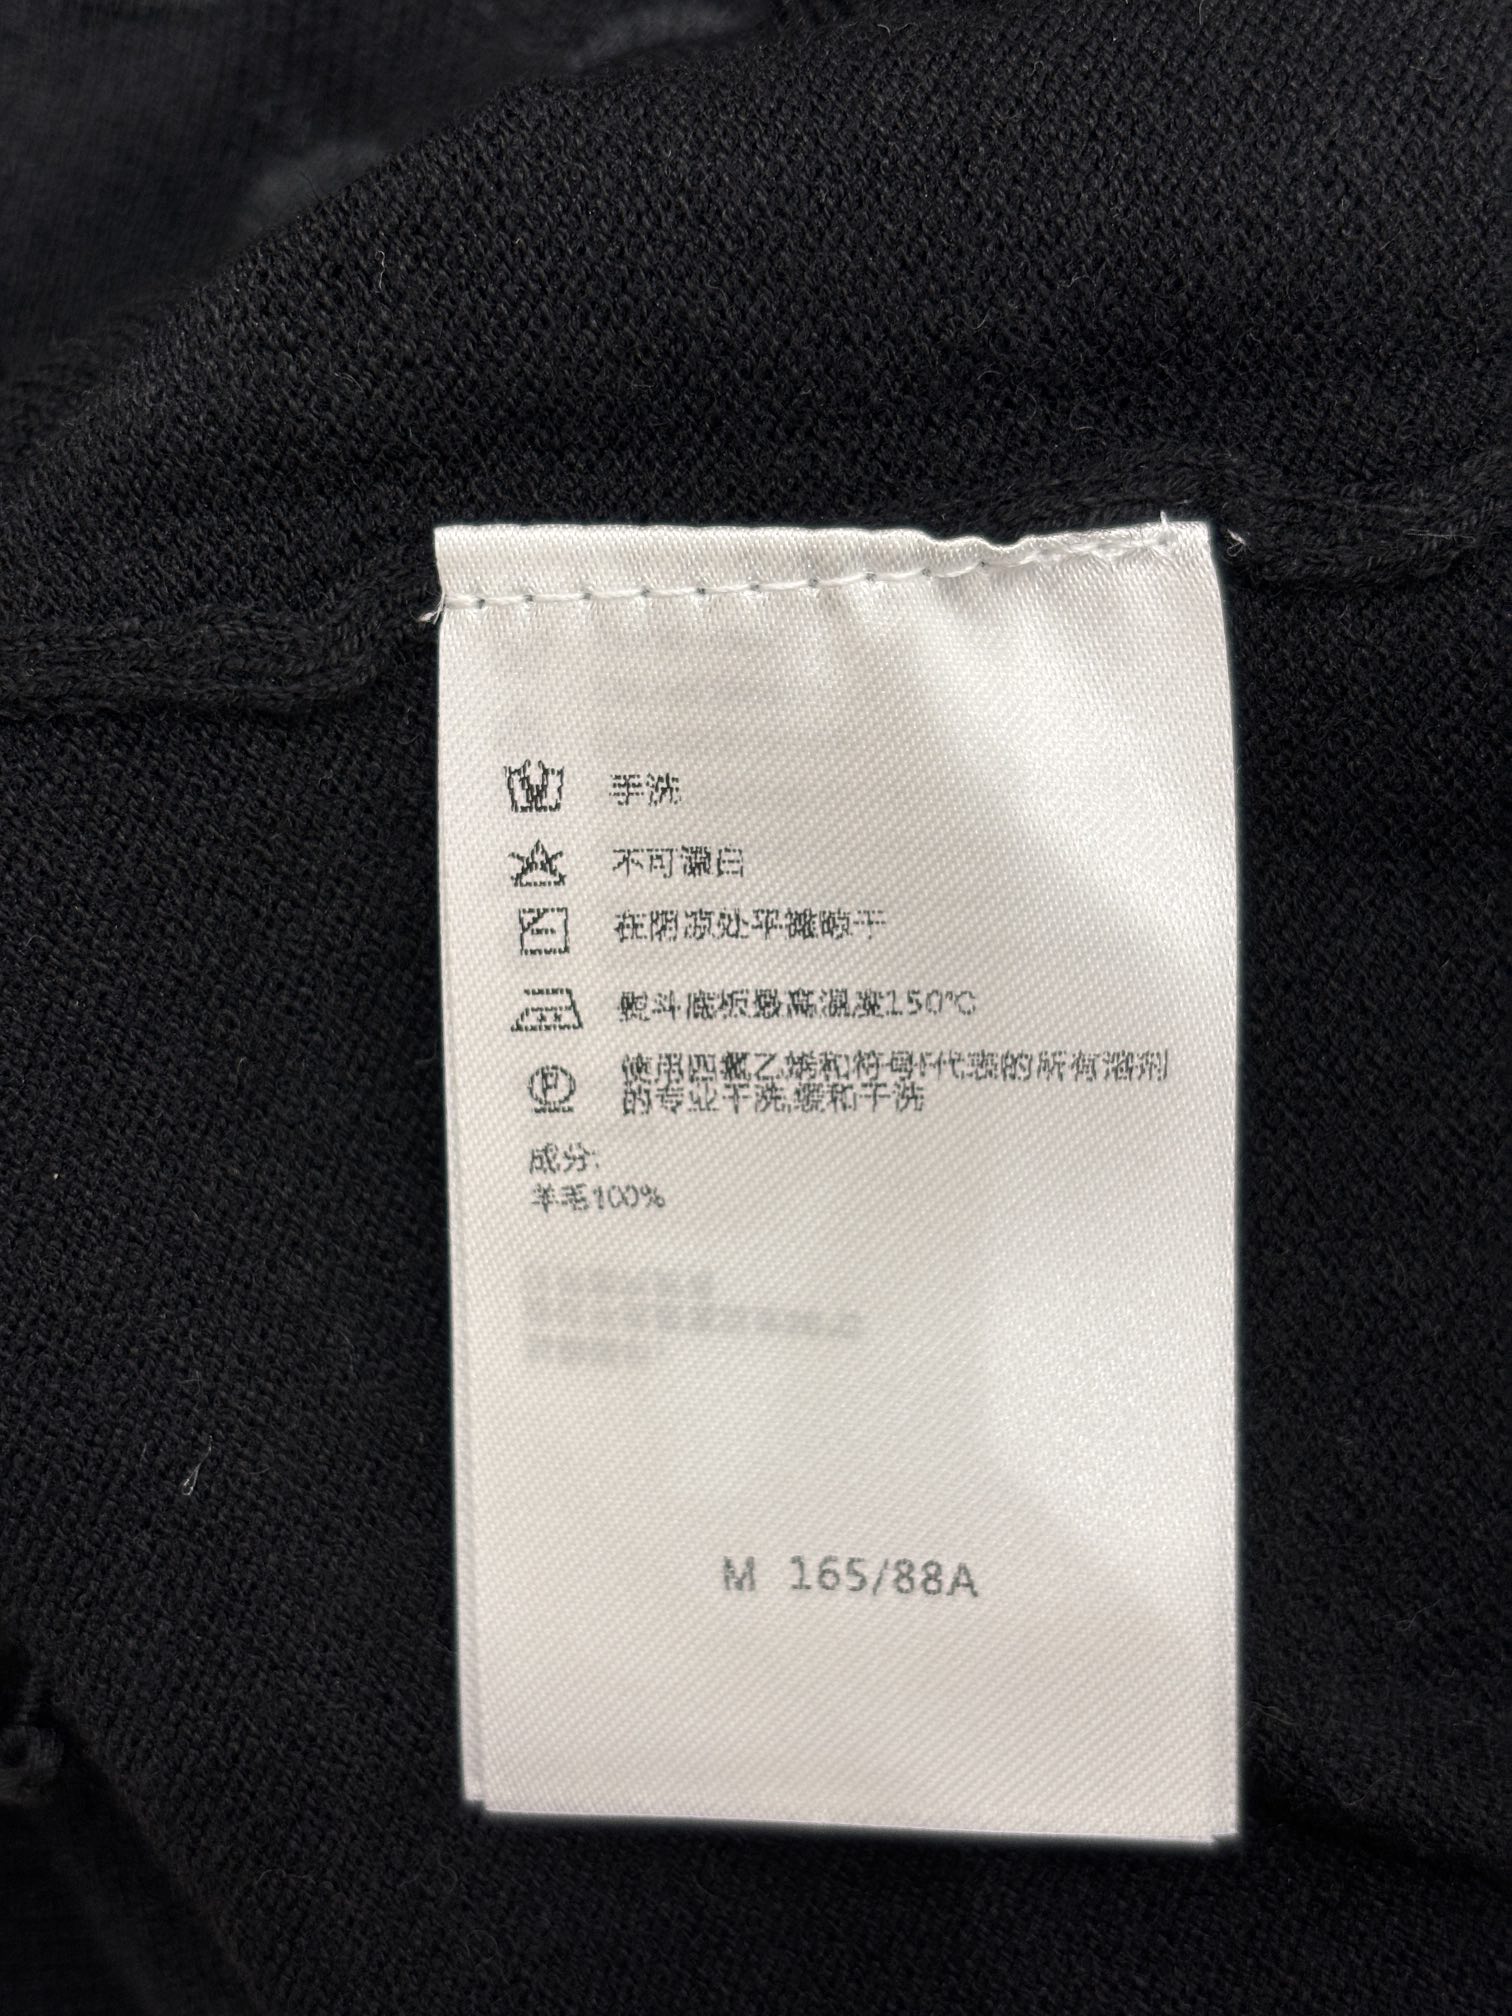 手洗
不可漂白
在阴凉处平摊晾干
熨斗底板最高温度150℃
使用四氯乙烯和符号F代表的所有溶剂
的专业干洗,缓和干洗
成分:
羊毛100%
M 165/88A